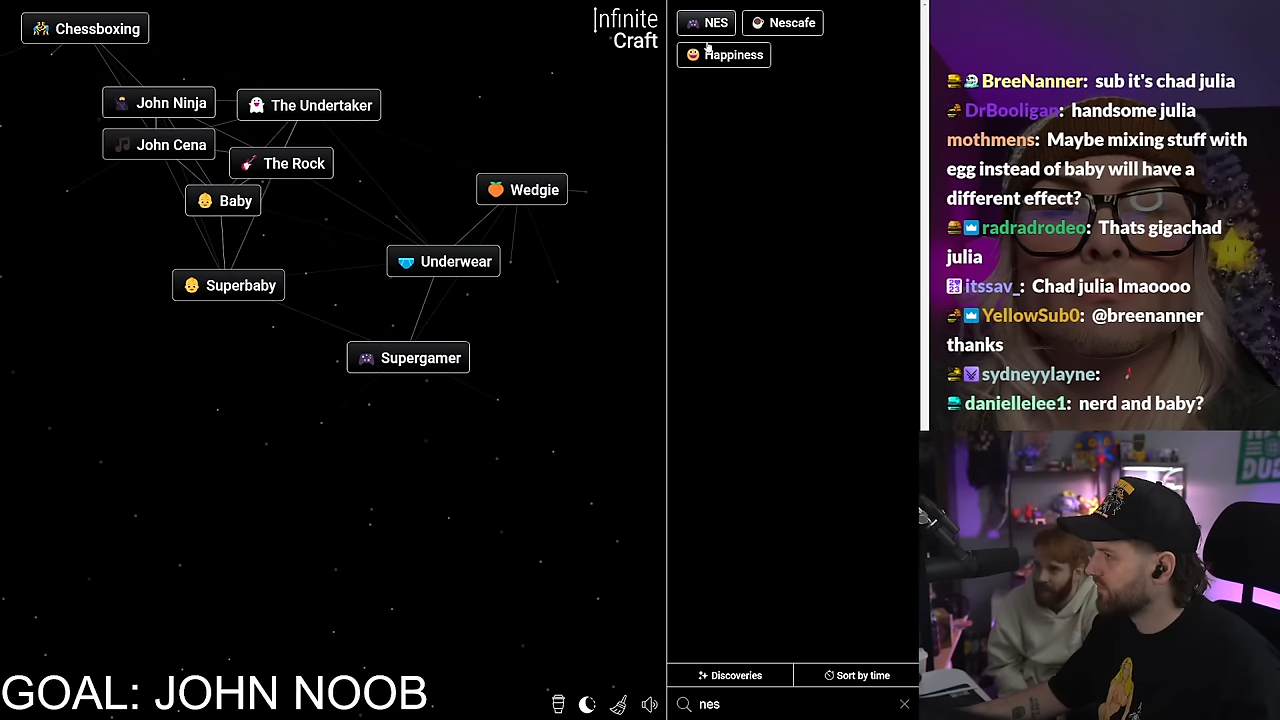 Chessboxing
Infinite
Craft
NES
Nescafe
Happiness
John Ninja
The Undertaker
John Cena
The Rock
Baby
Wedgie
Underwear
Superbaby
Supergamer
GOAL: JOHN NOOB
Discoveries
Sort by time
nes
BreeNanner: sub it's chad julia
DrBooligan: handsome julia
mothmens: Maybe mixing stuff with
egg instead of baby will have a
different effect?
radradrodeo: Thats gigachad
julia
itssav_: Chad julia lmaoooo
YellowSub0: @breenanner
thanks
sydneyylayne:
daniellelee1: nerd and baby?